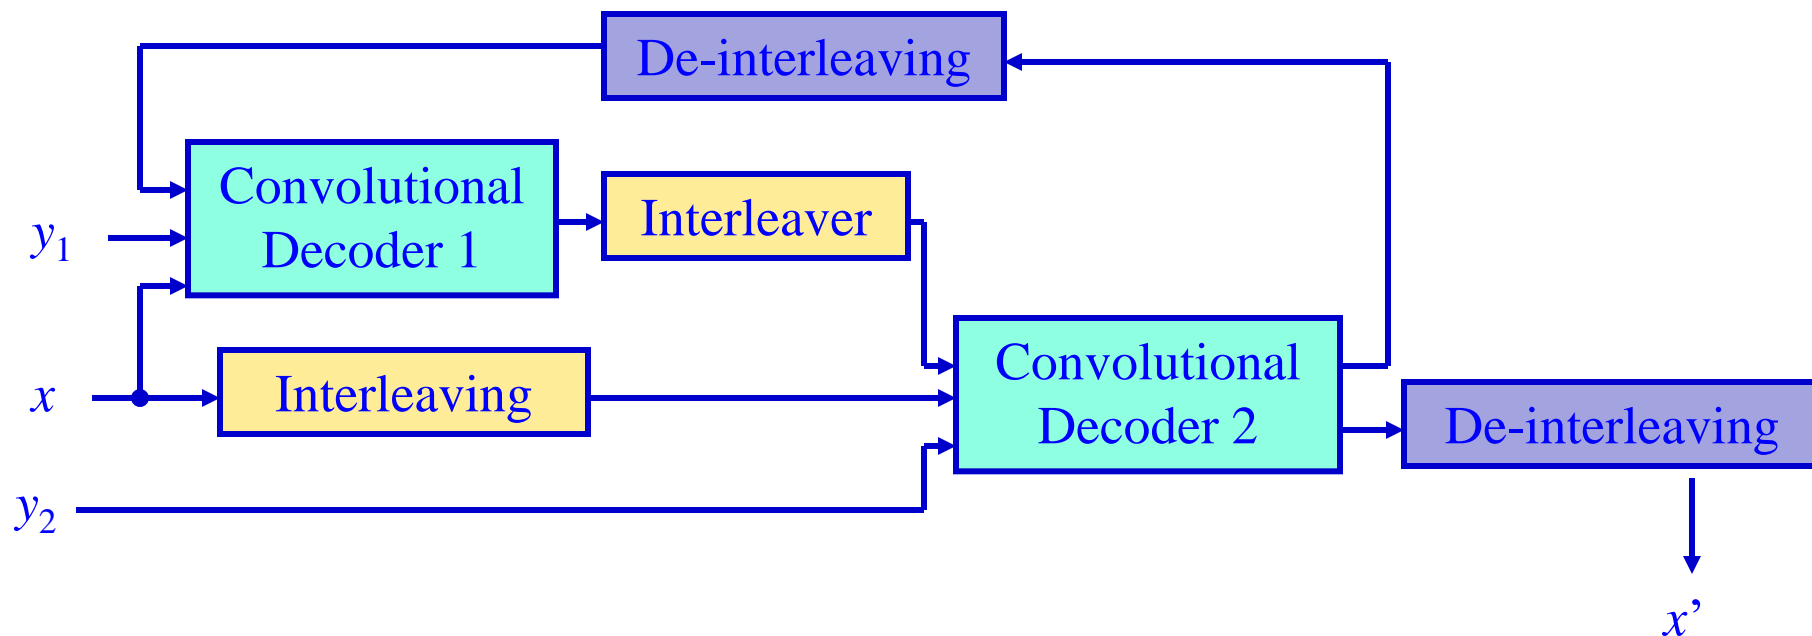 De-interleaving
Convolutional
Decoder 1
Interleaver
y₁
x
Interleaving
Convolutional
Decoder 2
De-interleaving
y₂
x’